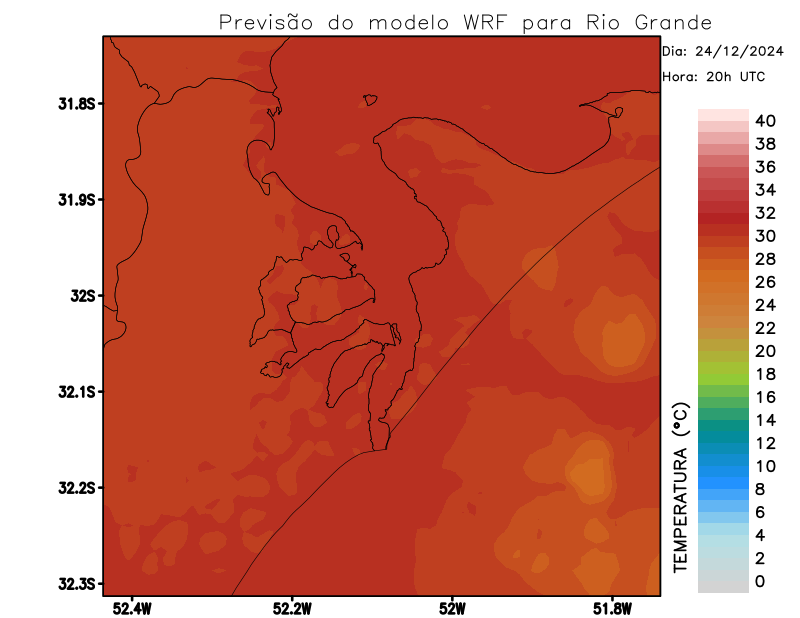 Previsão do modelo WRF para Rio Grande
Dia: 24/12/2024
Hora: 20h UTC
31.8S
31.9S
32S
32.1S
32.2S
32.3S
52.4W
52.2W
52W
51.8W
TEMPERATURA (°C)
40
38
36
34
32
30
28
26
24
22
20
18
16
14
12
10
8
6
4
2
0